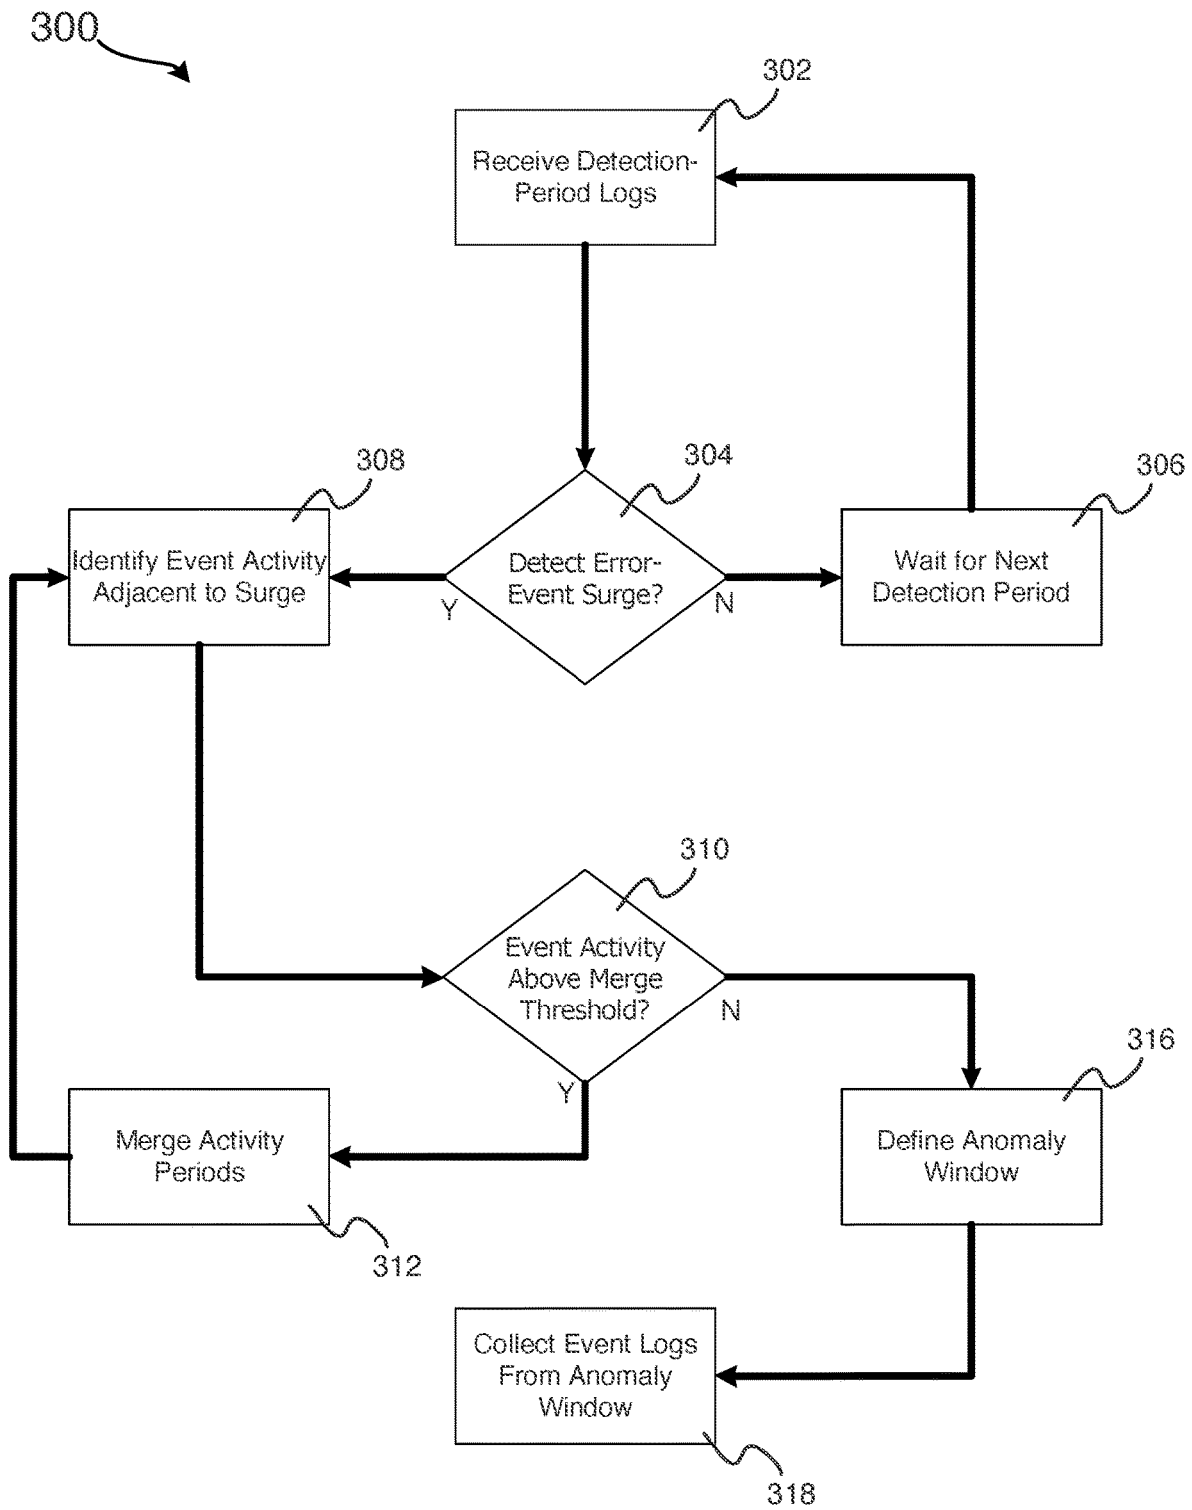 300
302
Receive Detection-
Period Logs
304
Detect Error-
Event Surge?
Y
N
306
Wait for Next
Detection Period
308
Identify Event Activity
Adjacent to Surge
310
Event Activity
Above Merge
Threshold?
N
Y
316
Define Anomaly
Window
Merge Activity
Periods
312
Collect Event Logs
From Anomaly
Window
318